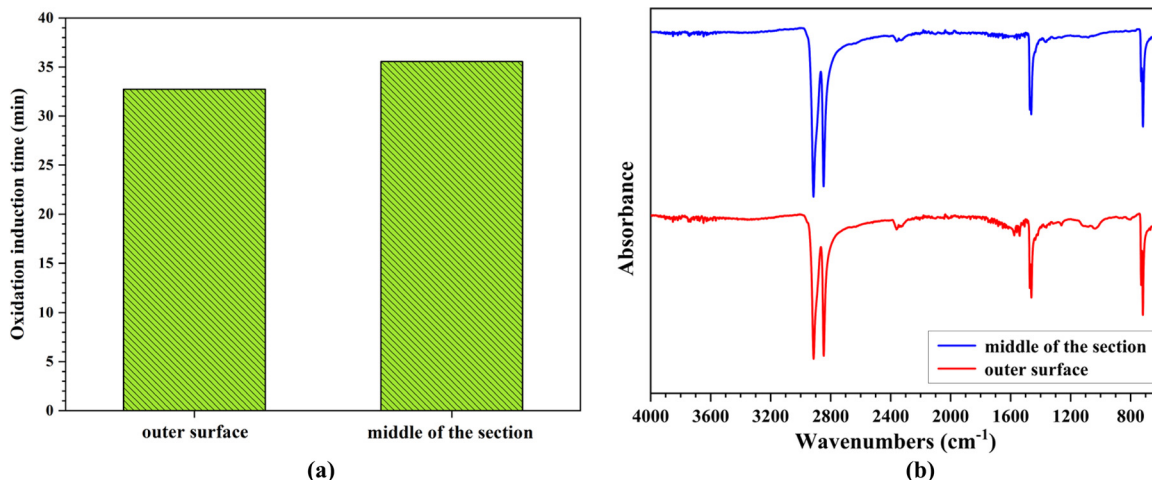 Oxidation induction time (min)
40
35
30
25
20
15
10
5
0
outer surface middle of the section
(a)
Absorbance
middle of the section
outer surface
4000 3600 3200 2800 2400 2000 1600 1200 800
Wavenumbers (cm⁻¹)
(b)